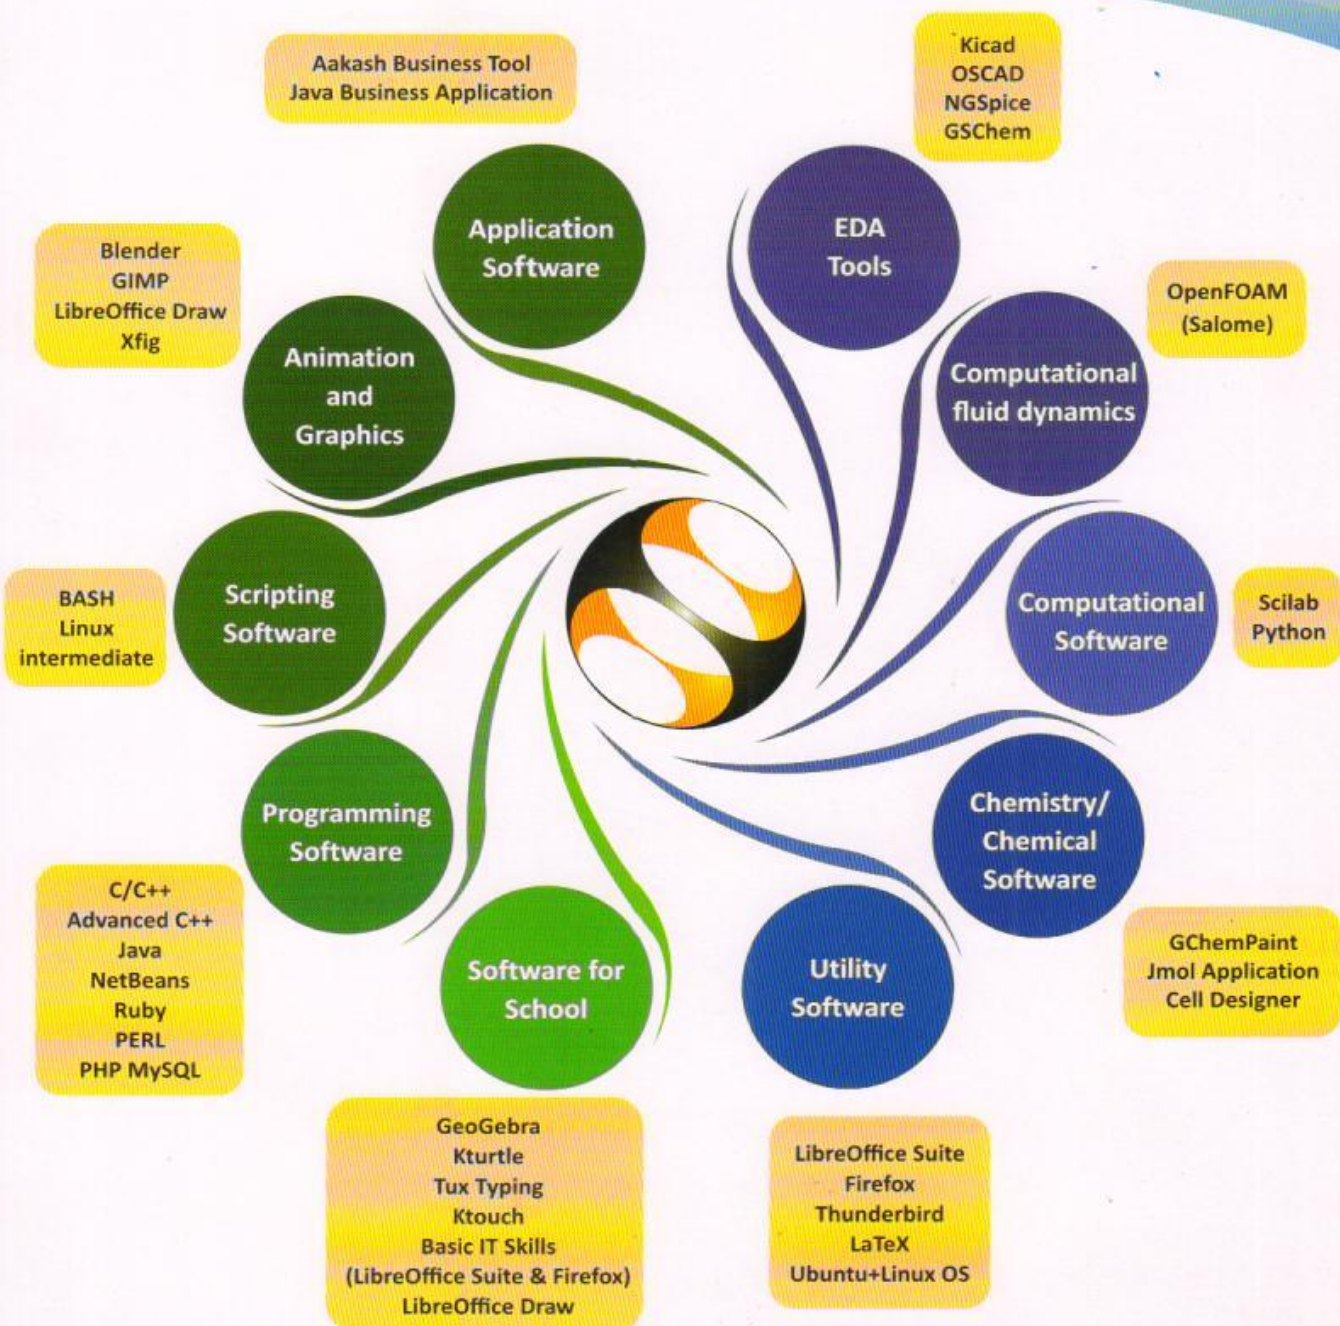 Aakash Business Tool
Java Business Application
Application
Software
Kicad
OSCAD
NGSpice
GSChem
EDA
Tools
Blender
GIMP
LibreOffice Draw
Xfig
Animation
and
Graphics
OpenFOAM
(Salome)
Computational
fluid dynamics
BASH
Linux
intermediate
Scripting
Software
Computational
Software
Scilab
Python
Programming
Software
C/C++
Advanced C++
Java
NetBeans
Ruby
PERL
PHP MySQL
Chemistry/
Chemical
Software
GChemPaint
Jmol Application
Cell Designer
Software for
School
GeoGebra
Kturtle
Tux Typing
Ktouch
Basic IT Skills
(LibreOffice Suite & Firefox)
LibreOffice Draw
Utility
Software
LibreOffice Suite
Firefox
Thunderbird
LaTeX
Ubuntu+Linux OS